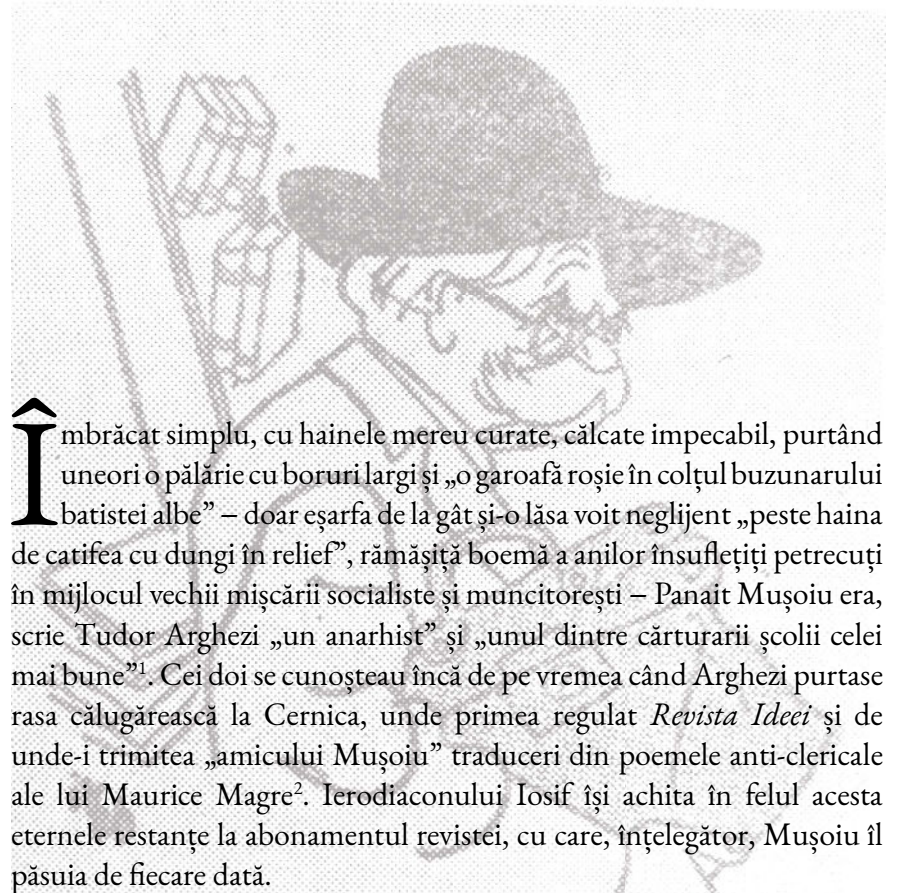 Îmbrăcat simplu, cu hainele mereu curate, călcate impecabil, purtând
uneori o pălărie cu boruri largi și „o garoafă roșie în colțul buzunarului
batistei albe” – doar eșarfa de la gât și-o lăsa voit neglijent „peste haina
de catifea cu dungi în relief”, rămășiță boemă a anilor însuflețiți petrecuți
în mijlocul vechii mișcării socialiste și muncitorești – Panait Mușoiu era,
scrie Tudor Arghezi „un anarhist” și „unul dintre cărturarii școlii celei
mai bune”¹. Cei doi se cunoșteau încă de pe vremea când Arghezi purtase
rasa călugărească la Cernica, unde primea regulat Revista Ideei și de
unde-i trimitea „amicului Mușoiu” traduceri din poemele anti-clericale
ale lui Maurice Magre². Ierodiaconului Iosif își achita în felul acesta
eternele restanțe la abonamentul revistei, cu care, înțelegător, Mușoiu îl
păsuia de fiecare dată.